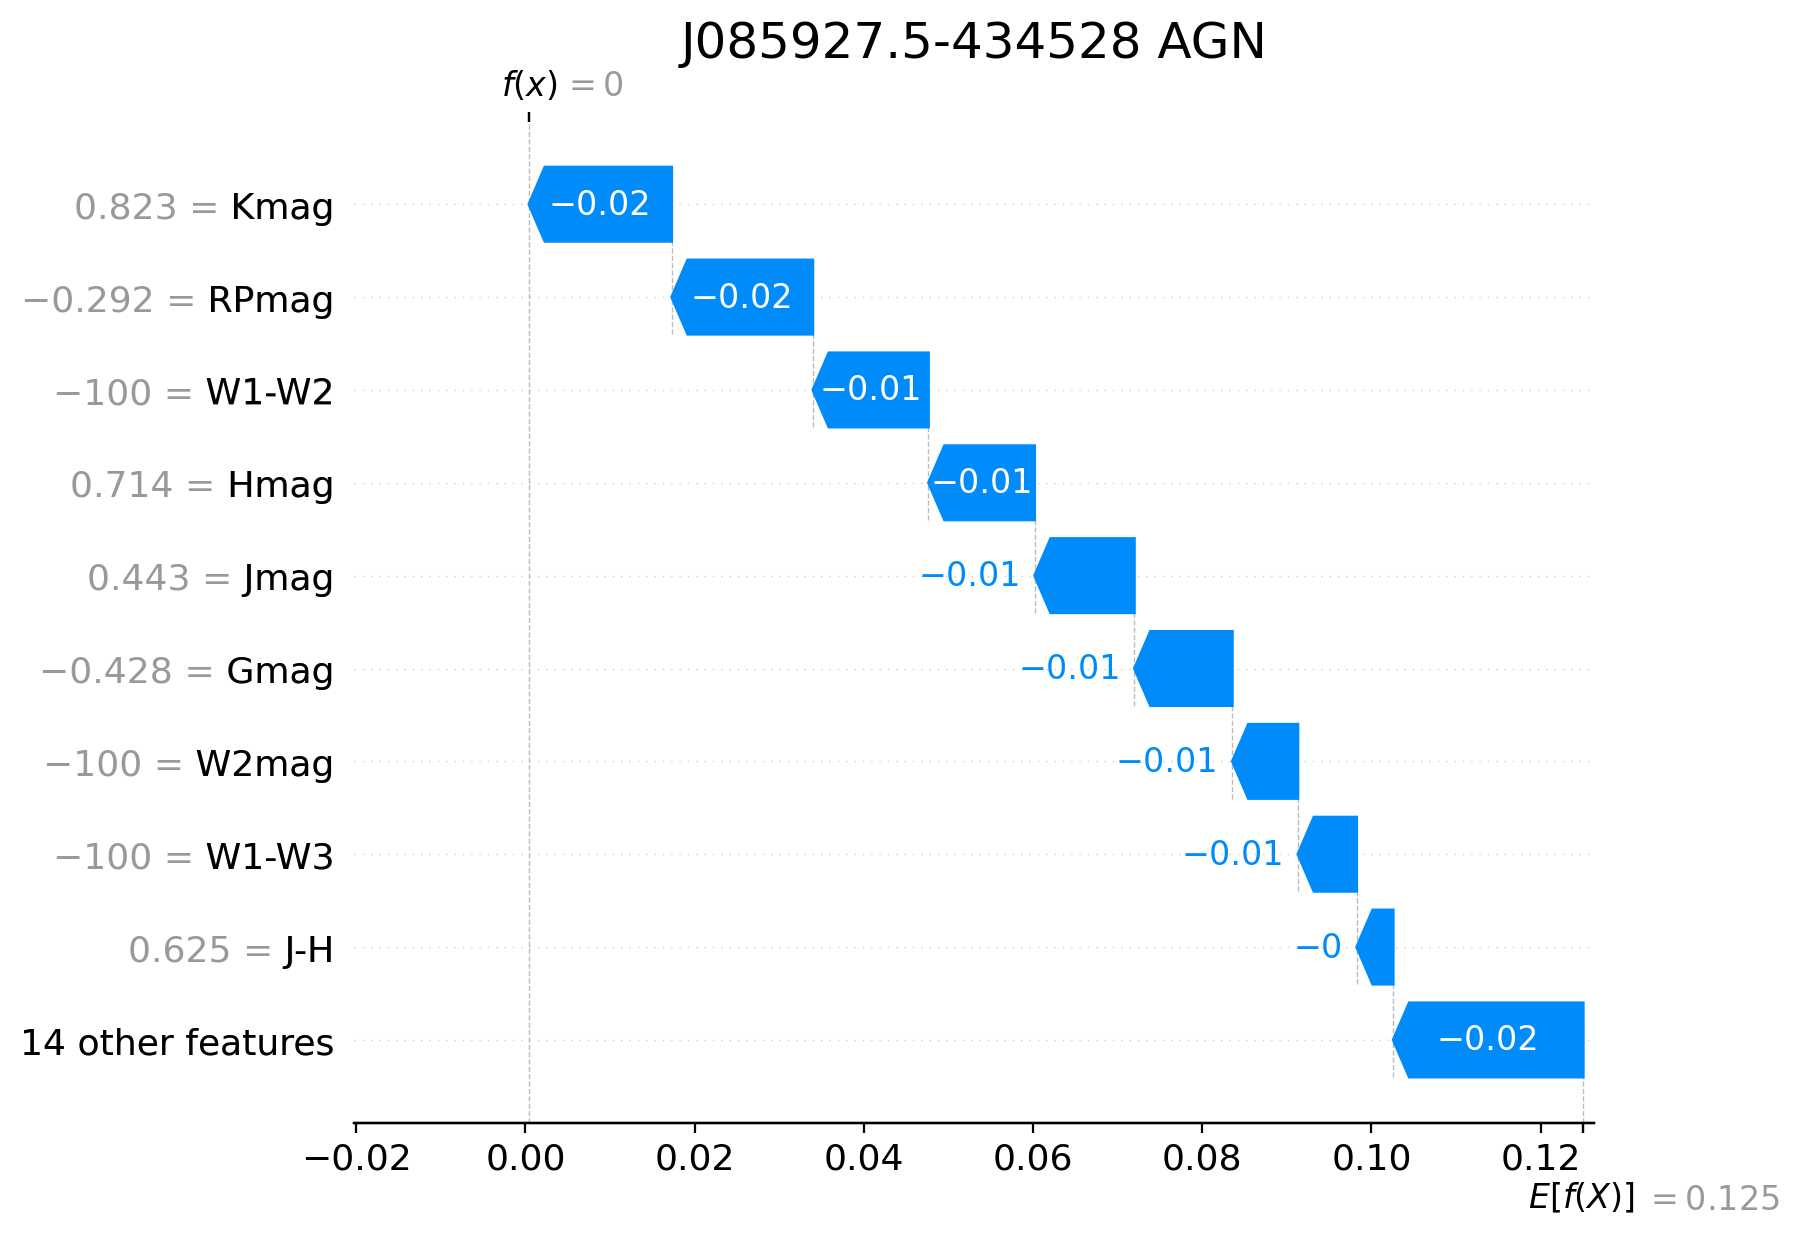 J085927.5-434528 AGN
f(x) = 0
0.823 = Kmag −0.02
−0.292 = RPmag −0.02
−100 = W1-W2 −0.01
0.714 = Hmag −0.01
0.443 = Jmag −0.01
−0.428 = Gmag −0.01
−100 = W2mag −0.01
−100 = W1-W3 −0.01
0.625 = J-H −0
14 other features −0.02
−0.02 0.00 0.02 0.04 0.06 0.08 0.10 0.12
E[f(X)] = 0.125